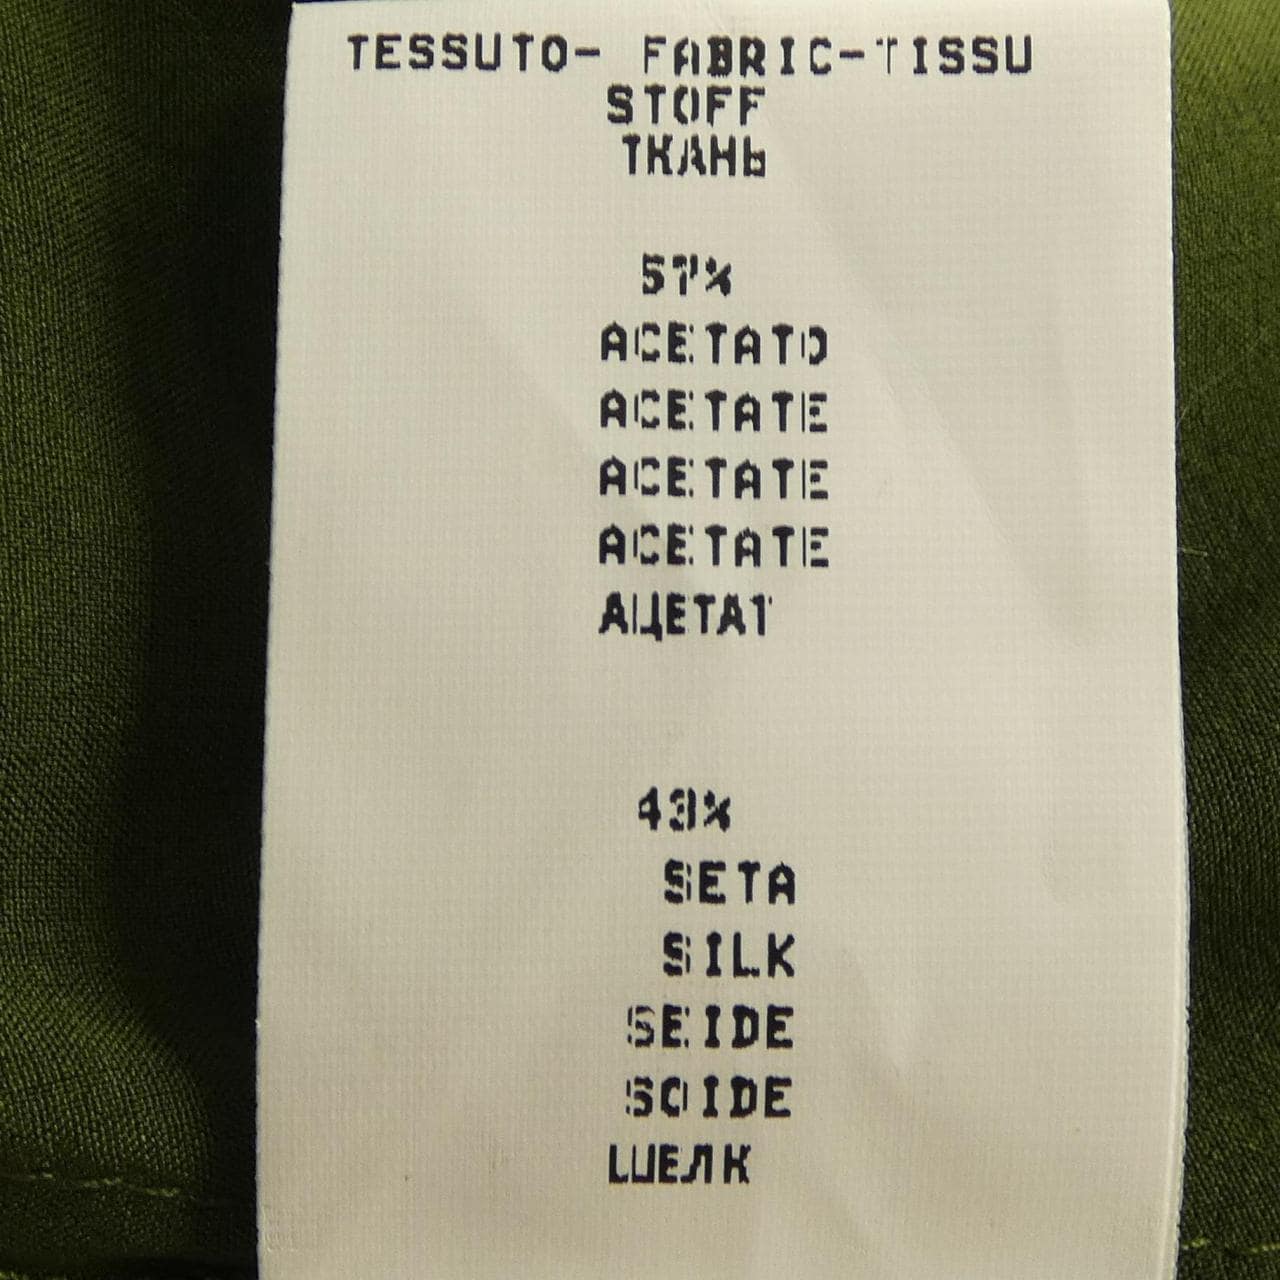 TESSUTO- FABRIC-TISSU
STOFF
ТКАНЬ
57%
ACETATO
ACETATE
ACETATE
ACETATE
АЦЕТАТ
43%
SETA
SILK
SEIDE
SOIDE
ШЕЛК